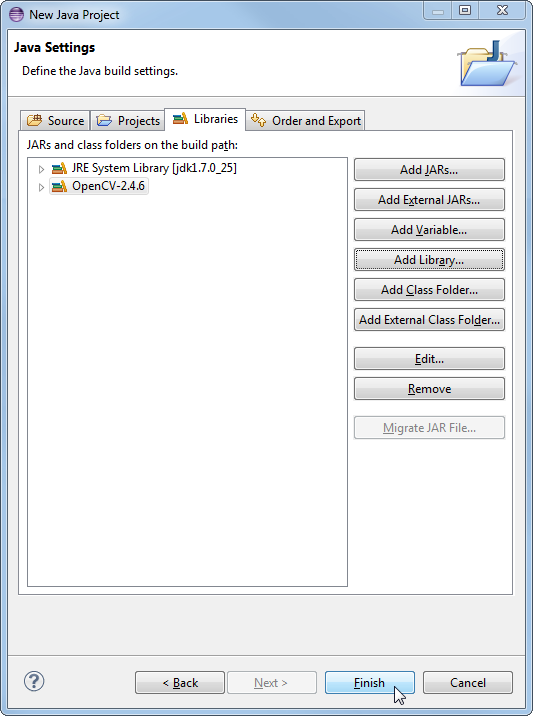 New Java Project
Java Settings
Define the Java build settings.
Source Projects Libraries Order and Export
JARs and class folders on the build path:
JRE System Library [jdk1.7.0_25]
OpenCV-2.4.6
Add JARs...
Add External JARs...
Add Variable...
Add Library...
Add Class Folder...
Add External Class Folder...
Edit...
Remove
Migrate JAR File...
?
< Back Next > Finish Cancel